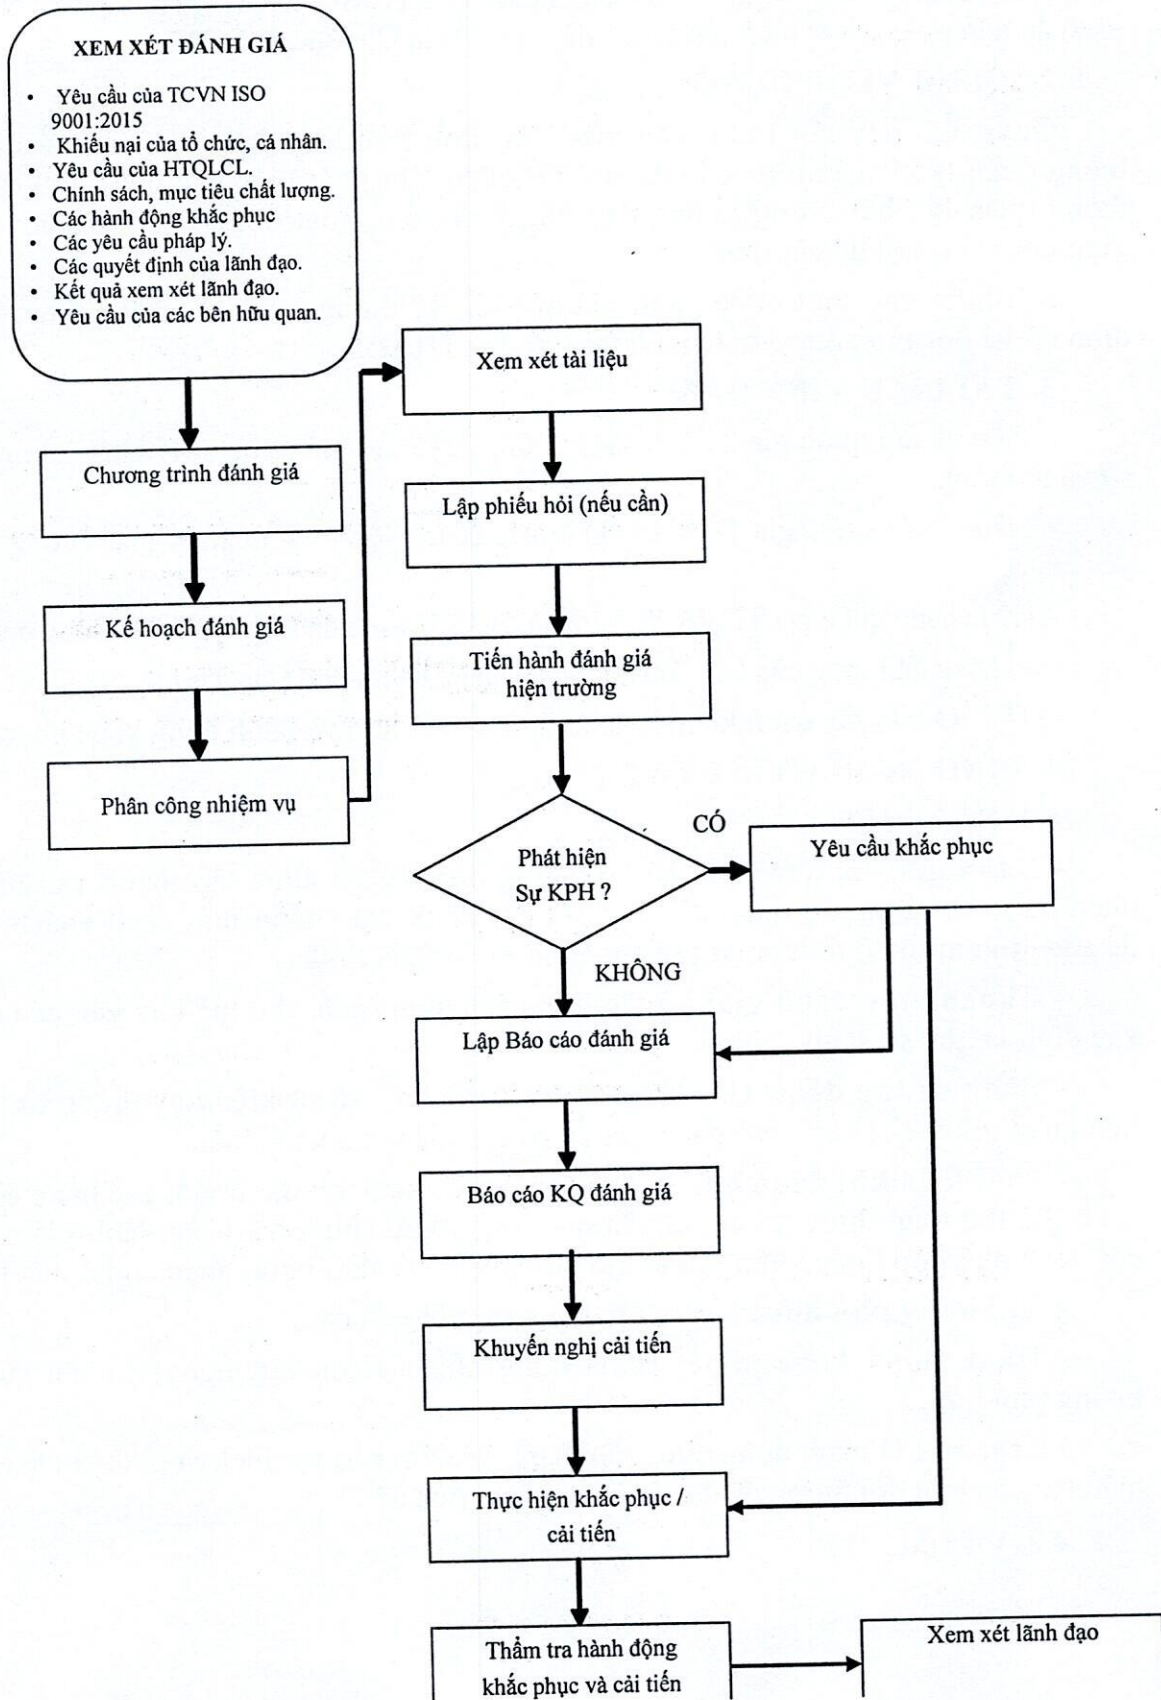 XEM XÉT ĐÁNH GIÁ
• Yêu cầu của TCVN ISO
9001:2015
• Khiếu nại của tổ chức, cá nhân.
• Yêu cầu của HTQLCL.
• Chính sách, mục tiêu chất lượng.
• Các hành động khắc phục
• Các yêu cầu pháp lý.
• Các quyết định của lãnh đạo.
• Kết quả xem xét lãnh đạo.
• Yêu cầu của các bên hữu quan.
Chương trình đánh giá
Kế hoạch đánh giá
Phân công nhiệm vụ
Xem xét tài liệu
Lập phiếu hỏi (nếu cần)
Tiến hành đánh giá
hiện trường
Phát hiện
Sự KPH ?
CÓ
Yêu cầu khắc phục
KHÔNG
Lập Báo cáo đánh giá
Báo cáo KQ đánh giá
Khuyến nghị cải tiến
Thực hiện khắc phục /
cải tiến
Thẩm tra hành động
khắc phục và cải tiến
Xem xét lãnh đạo